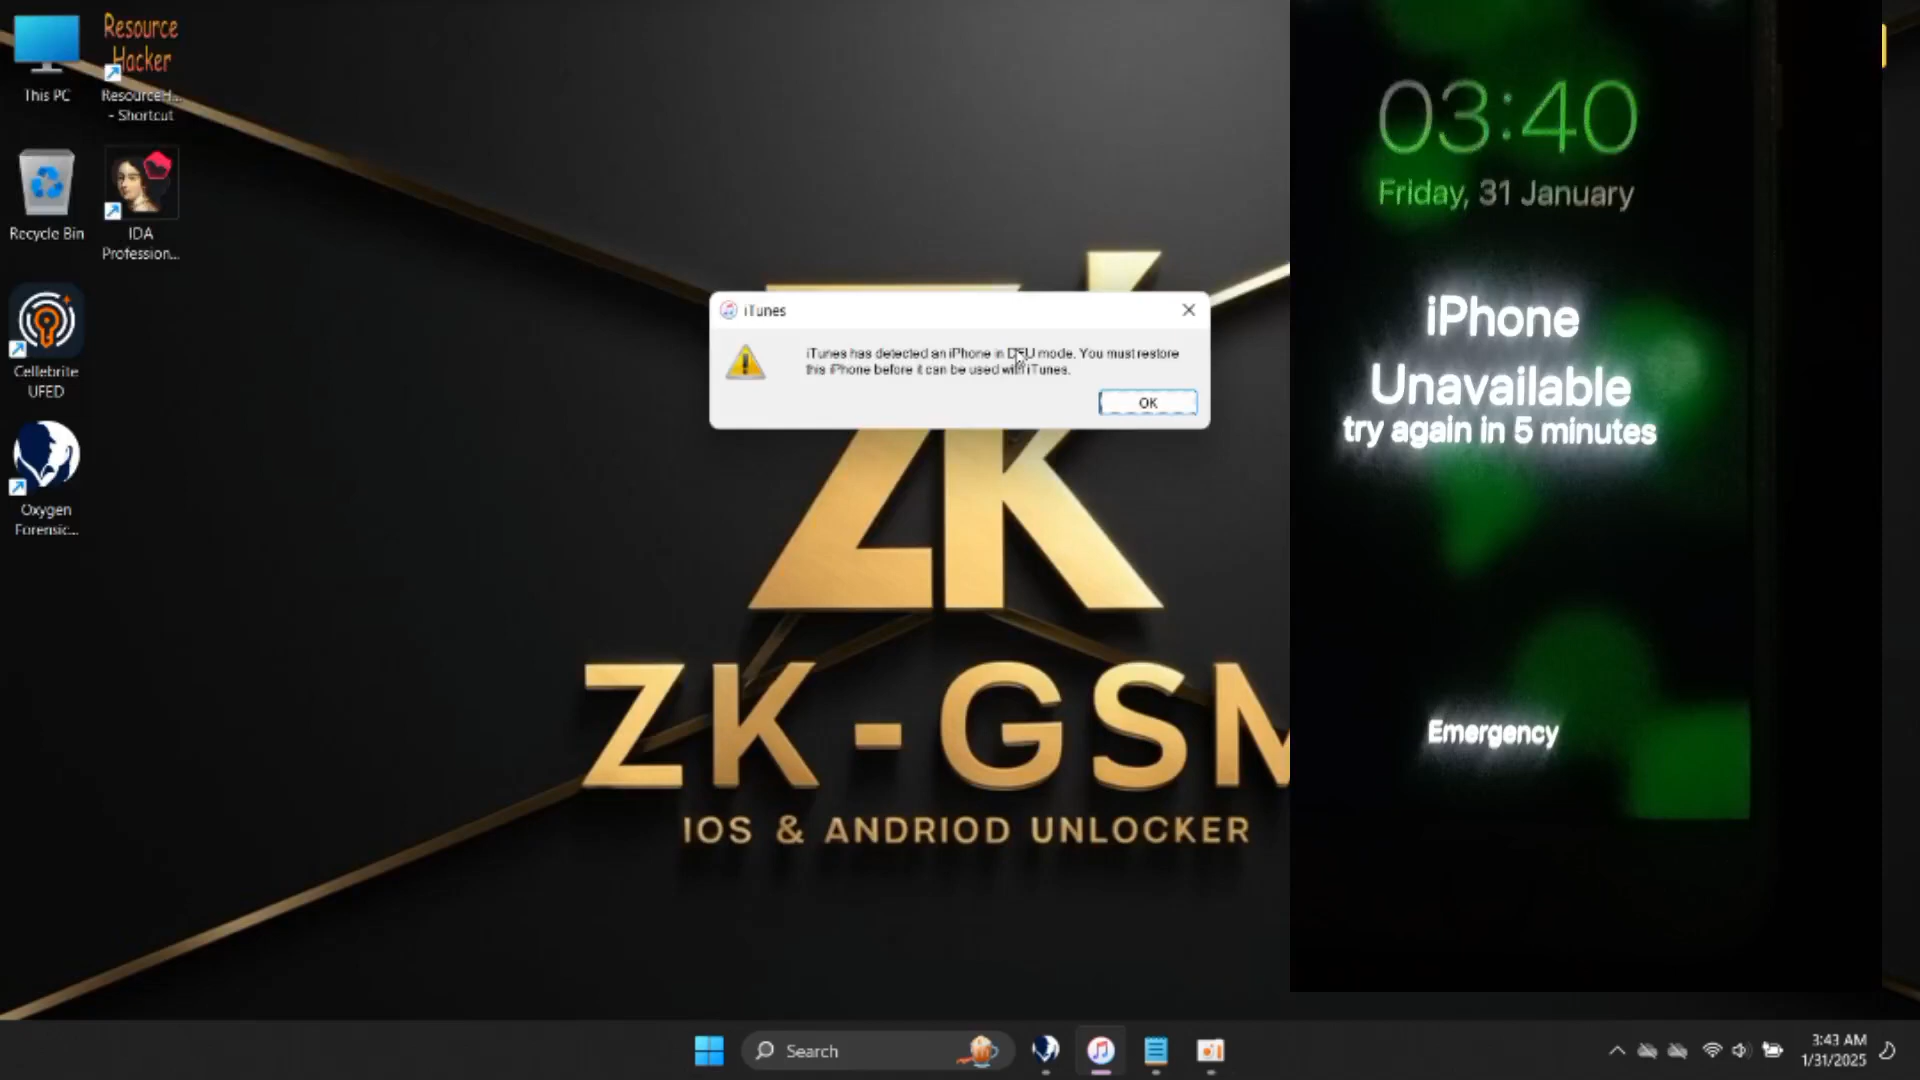 This PC
Resource
Hacker
ResourceH...
- Shortcut
Recycle Bin
IDA
Profession...
Cellebrite
UFED
Oxygen
Forensic...
iTunes
iTunes has detected an iPhone in DFU mode. You must restore
this iPhone before it can be used with iTunes.
OK
ZK
ZK-GSM
IOS & ANDRIOD UNLOCKER
03:40
Friday, 31 January
iPhone
Unavailable
try again in 5 minutes
Emergency
Search
3:43 AM
1/31/2025